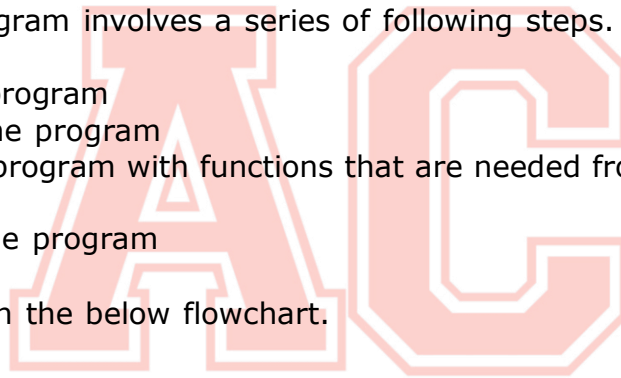 gram involves a series of following steps.
program
e program
program with functions that are needed fro
e program
n the below flowchart.
AC